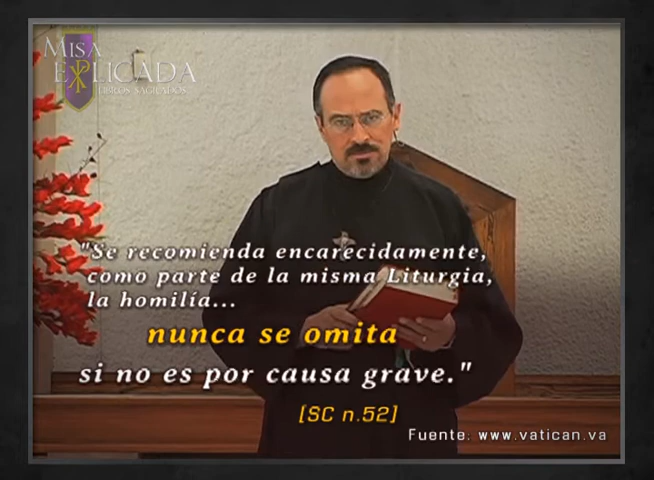 MISA
EXPLICADA
LIBROS SAGRADOS
"Se recomienda encarecidamente,
como parte de la misma Liturgia,
la homilía...
nunca se omita
si no es por causa grave."
[SC n.52]
Fuente: www.vatican.va